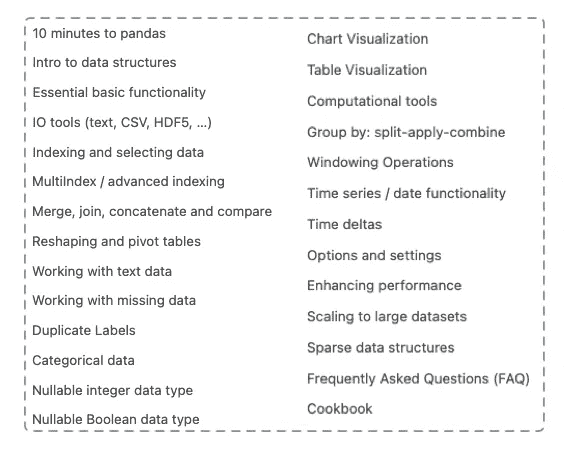 10 minutes to pandas
Intro to data structures
Essential basic functionality
IO tools (text, CSV, HDF5, ...)
Indexing and selecting data
MultiIndex / advanced indexing
Merge, join, concatenate and compare
Reshaping and pivot tables
Working with text data
Working with missing data
Duplicate Labels
Categorical data
Nullable integer data type
Nullable Boolean data type
Chart Visualization
Table Visualization
Computational tools
Group by: split-apply-combine
Windowing Operations
Time series / date functionality
Time deltas
Options and settings
Enhancing performance
Scaling to large datasets
Sparse data structures
Frequently Asked Questions (FAQ)
Cookbook